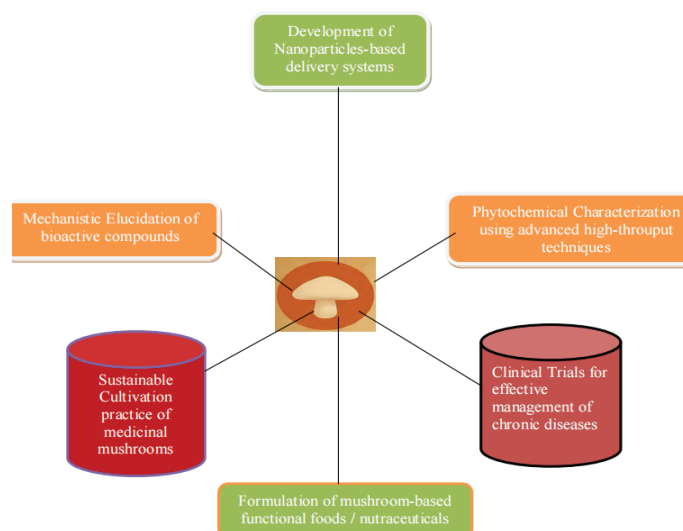 Development of
Nanoparticles-based
delivery systems
Mechanistic Elucidation of
bioactive compounds
Phytochemical Characterization
using advanced high-throuput
techniques
Sustainable
Cultivation
practice of
medicinal
mushrooms
Clinical Trials for
effective
management of
chronic diseases
Formulation of mushroom-based
functional foods / nutraceuticals